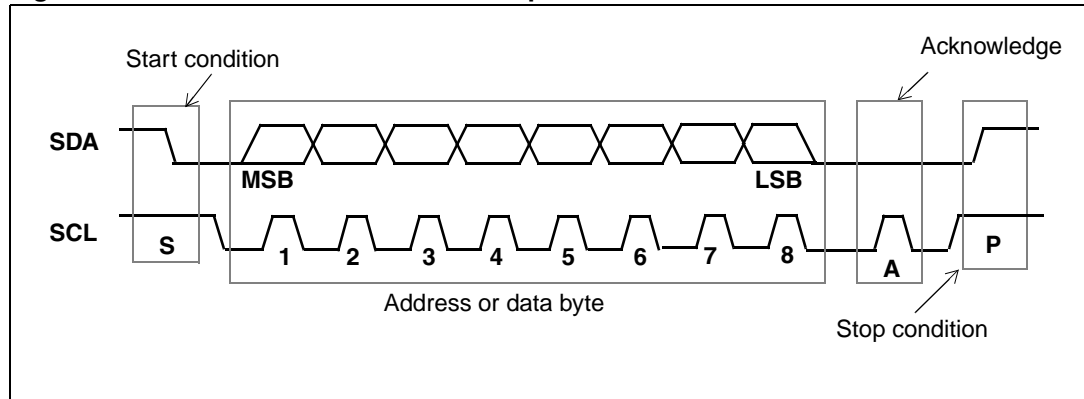 Start condition
Acknowledge
SDA
MSB
LSB
SCL
S
1 2 3 4 5 6 7 8
A
P
Address or data byte
Stop condition